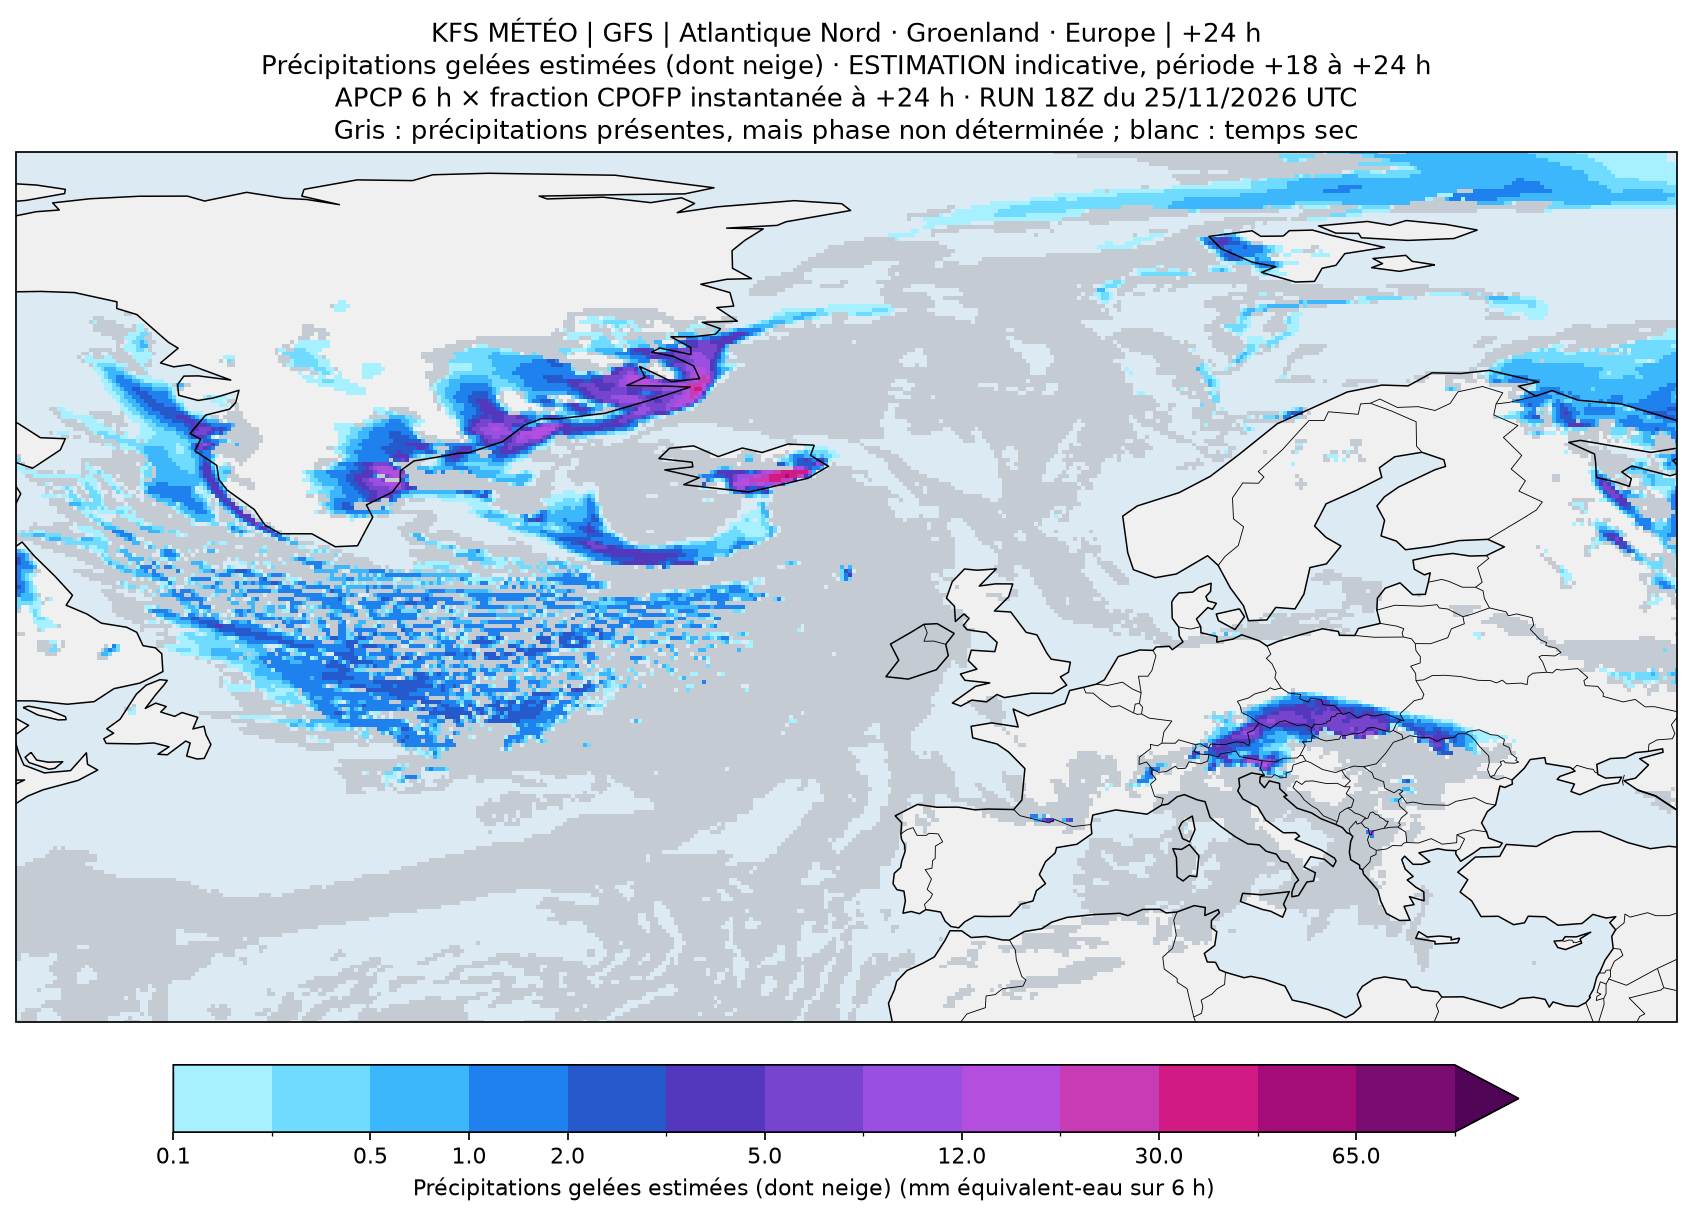 KFS MÉTÉO | GFS | Atlantique Nord · Groenland · Europe | +24 h
Précipitations gelées estimées (dont neige) · ESTIMATION indicative, période +18 à +24 h
APCP 6 h × fraction CPOFP instantanée à +24 h · RUN 18Z du 25/11/2026 UTC
Gris : précipitations présentes, mais phase non déterminée ; blanc : temps sec
0.1 0.5 1.0 2.0 5.0 12.0 30.0 65.0
Précipitations gelées estimées (dont neige) (mm équivalent-eau sur 6 h)